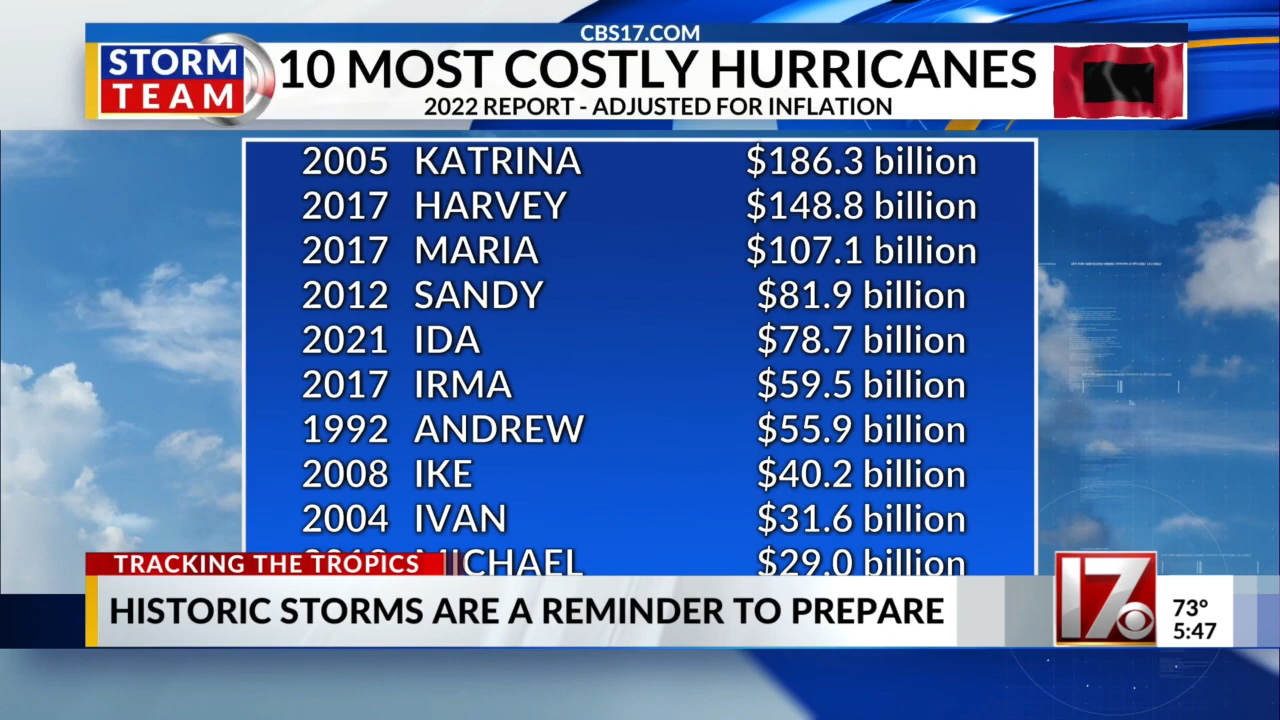 CBS17.COM
STORM
TEAM
10 MOST COSTLY HURRICANES
2022 REPORT - ADJUSTED FOR INFLATION
2005 KATRINA $186.3 billion
2017 HARVEY $148.8 billion
2017 MARIA $107.1 billion
2012 SANDY $81.9 billion
2021 IDA $78.7 billion
2017 IRMA $59.5 billion
1992 ANDREW $55.9 billion
2008 IKE $40.2 billion
2004 IVAN $31.6 billion
MICHAEL $29.0 billion
TRACKING THE TROPICS
HISTORIC STORMS ARE A REMINDER TO PREPARE
17
73°
5:47